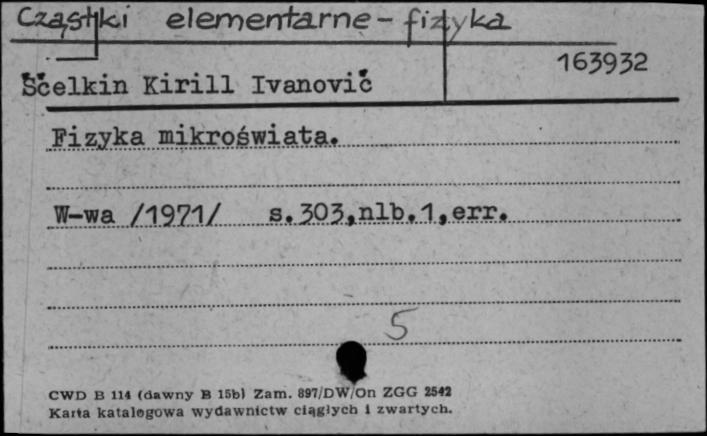 Cząstki elementarne - fizyka
163932
Ščelkin Kirill Ivanovič
Fizyka mikroświata.
W-wa /1971/ s.303,nlb.1,err.
5
CWD B 114 (dawny B 15b) Zam. 897/DW/On ZGG 2542
Karta katalogowa wydawnictw ciągłych i zwartych.